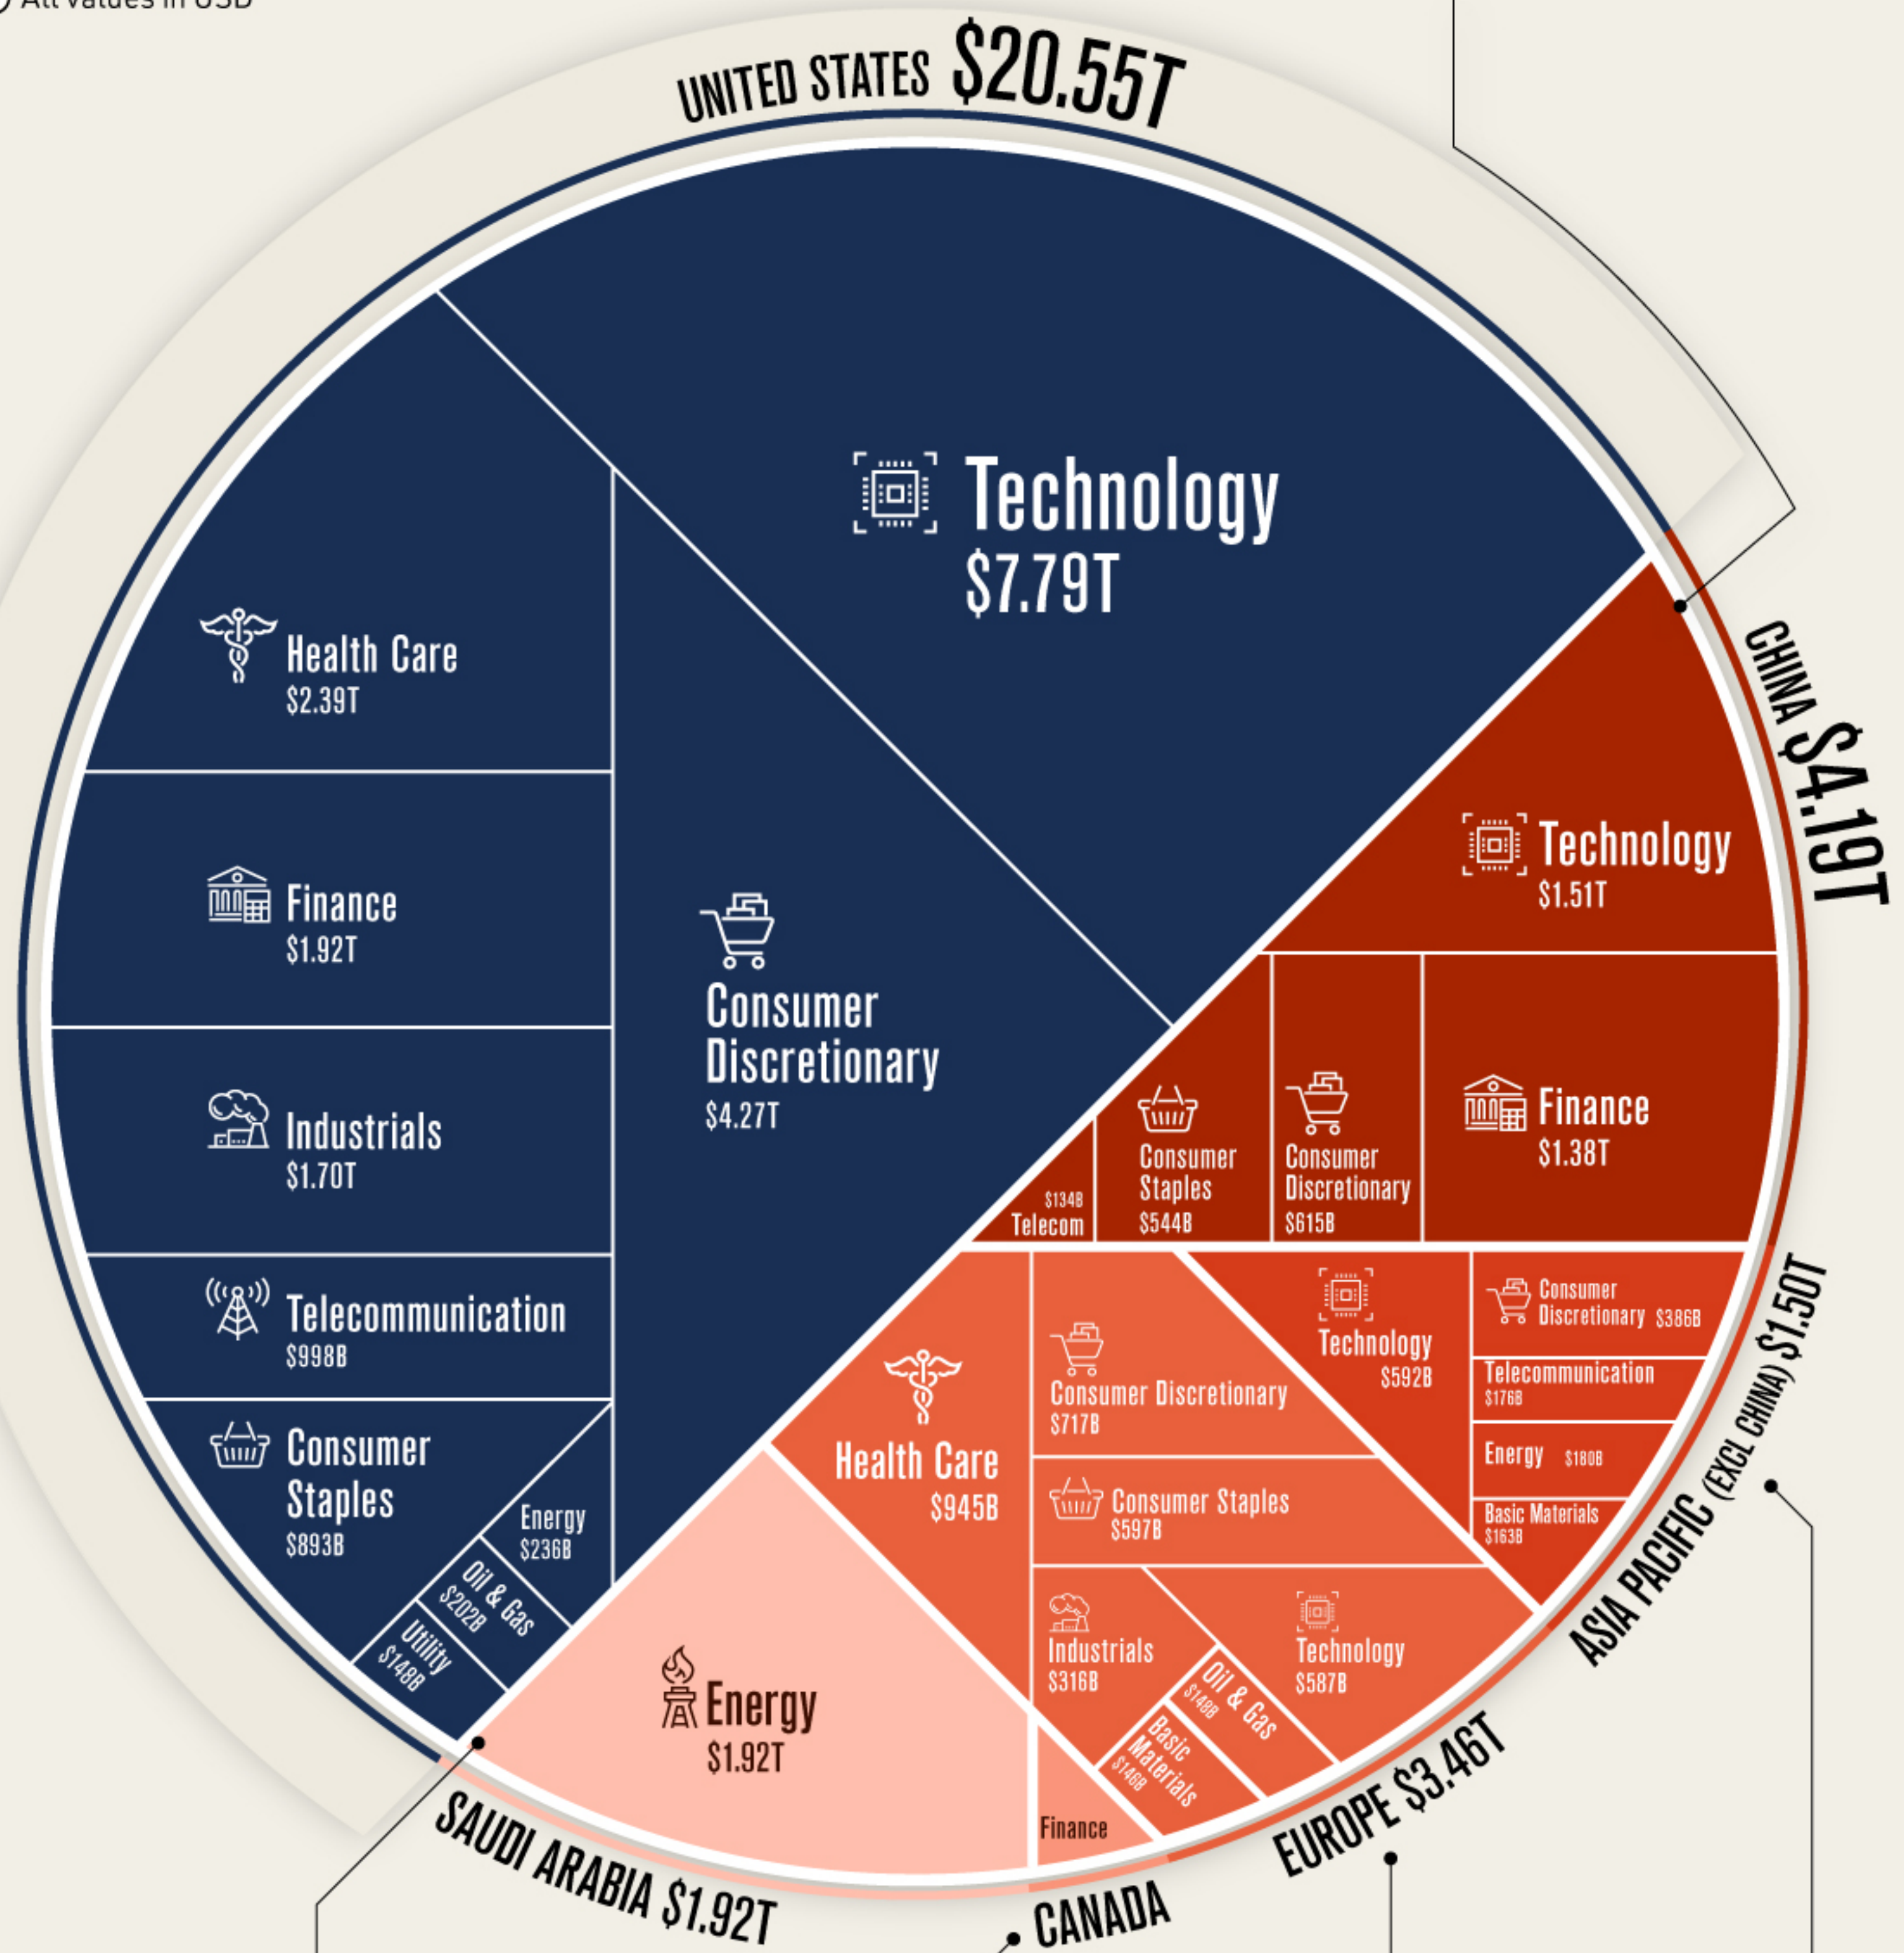 All values in USD
UNITED STATES $20.55T
Technology
$7.79T
Health Care
$2.39T
Finance
$1.92T
Industrials
$1.70T
Telecommunication
$998B
Consumer
Staples
$893B
Energy
$236B
Oil & Gas
$202B
Utility
$148B
Consumer
Discretionary
$4.27T
CHINA $4.19T
Technology
$1.51T
Finance
$1.38T
Consumer
Discretionary
$615B
Consumer
Staples
$544B
$134B
Telecom
ASIA PACIFIC (EXCL CHINA) $1.50T
Technology
$592B
Consumer
Discretionary $386B
Telecommunication
$176B
Energy $180B
Basic Materials
$163B
EUROPE $3.46T
Health Care
$945B
Consumer Discretionary
$717B
Consumer Staples
$597B
Industrials
$316B
Technology
$587B
Oil & Gas
$148B
Basic
Materials
$146B
CANADA
Finance
SAUDI ARABIA $1.92T
Energy
$1.92T